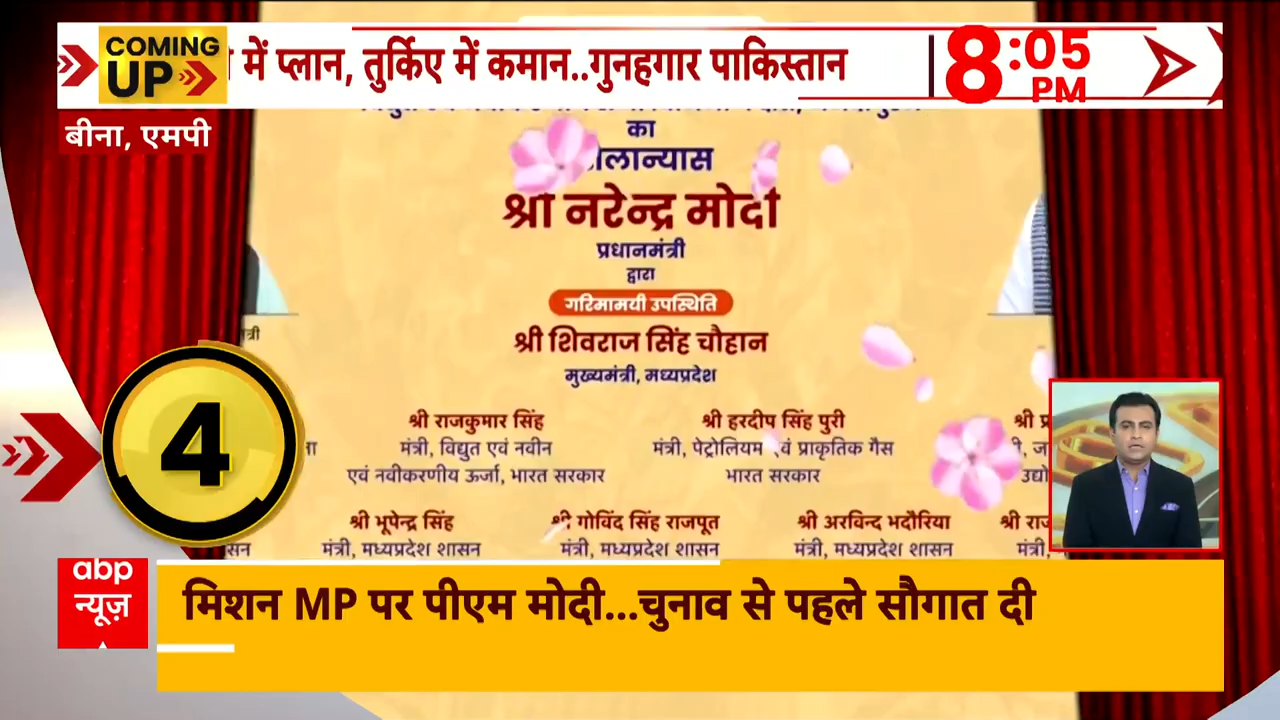 COMING
UP
में प्लान, तुर्किए में कमान..गुनहगार पाकिस्तान
8:05
PM
बीना, एमपी
का
श्री नरेन्द्र मोदी
प्रधानमंत्री
द्वारा
गरिमामयी उपस्थिति
श्री शिवराज सिंह चौहान
मुख्यमंत्री, मध्यप्रदेश
श्री राजकुमार सिंह
श्री हरदीप सिंह पुरी
मंत्री, विद्युत एवं नवीन
मंत्री, पेट्रोलियम एवं प्राकृतिक गैस
एवं नवीकरणीय ऊर्जा, भारत सरकार
भारत सरकार
4
श्री भूपेन्द्र सिंह
श्री गोविंद सिंह राजपूत
श्री अरविन्द भदौरिया
श्री
मंत्री, मध्यप्रदेश शासन
मंत्री, मध्यप्रदेश शासन
मंत्री, मध्यप्रदेश शासन
abp
न्यूज़
मिशन MP पर पीएम मोदी...चुनाव से पहले सौगात दी